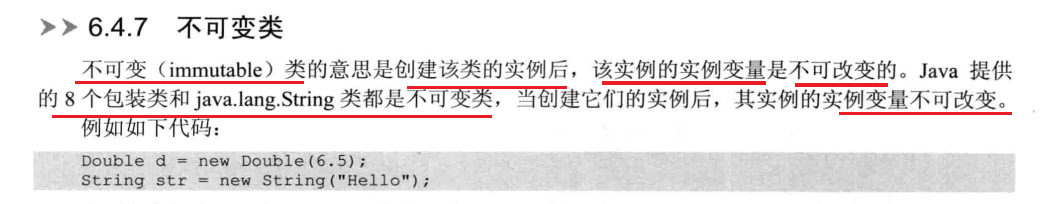 >> 6.4.7 不可变类
不可变（immutable）类的意思是创建该类的实例后，该实例的实例变量是不可改变的。Java 提供
的 8 个包装类和 java.lang.String 类都是不可变类，当创建它们的实例后，其实例的实例变量不可改变。
例如如下代码：
Double d = new Double(6.5);
String str = new String("Hello");